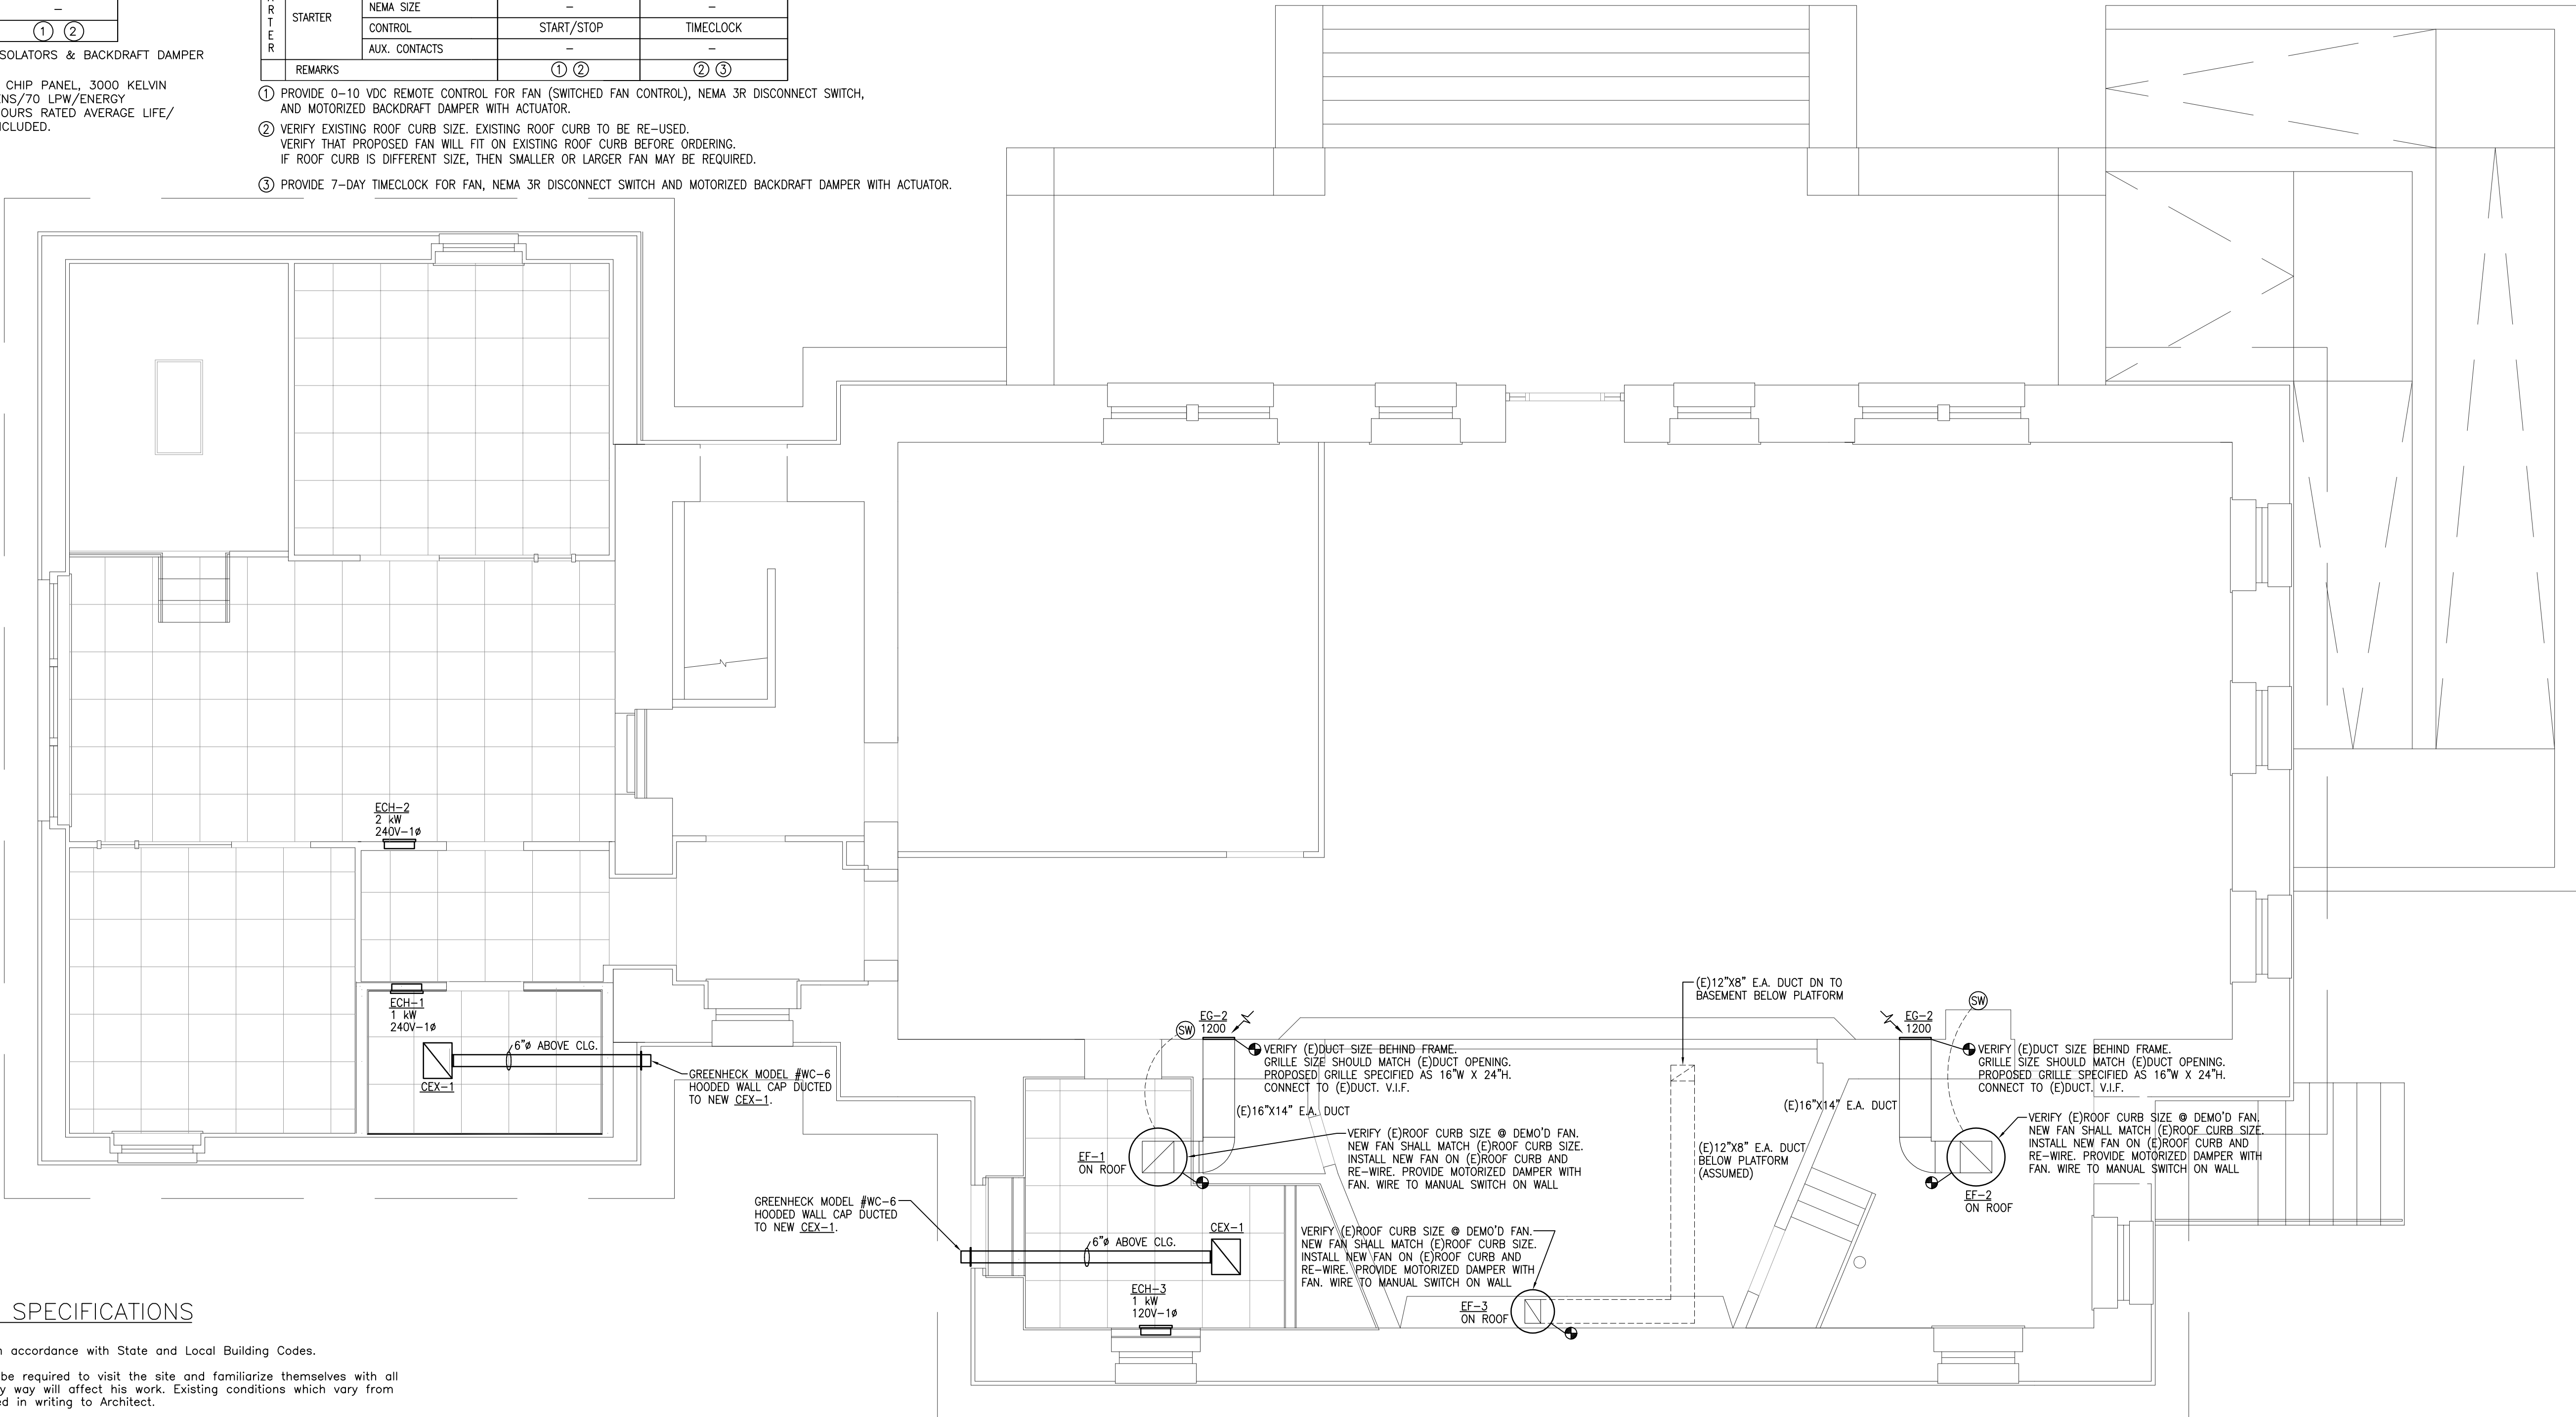 –
① ②
SOLATORS & BACKDRAFT DAMPER
CHIP PANEL, 3000 KELVIN
ENS/70 LPW/ENERGY
OURS RATED AVERAGE LIFE/
NCLUDED.
R
T
E
R
STARTER
NEMA SIZE – –
CONTROL START/STOP TIMECLOCK
AUX. CONTACTS – –
REMARKS ① ② ② ③
① PROVIDE 0–10 VDC REMOTE CONTROL FOR FAN (SWITCHED FAN CONTROL), NEMA 3R DISCONNECT SWITCH,
AND MOTORIZED BACKDRAFT DAMPER WITH ACTUATOR.
② VERIFY EXISTING ROOF CURB SIZE. EXISTING ROOF CURB TO BE RE-USED.
VERIFY THAT PROPOSED FAN WILL FIT ON EXISTING ROOF CURB BEFORE ORDERING.
IF ROOF CURB IS DIFFERENT SIZE, THEN SMALLER OR LARGER FAN MAY BE REQUIRED.
③ PROVIDE 7-DAY TIMECLOCK FOR FAN, NEMA 3R DISCONNECT SWITCH AND MOTORIZED BACKDRAFT DAMPER WITH ACTUATOR.
ECH-2
2 kW
240V-1ø
ECH-1
1 kW
240V-1ø
6"ø ABOVE CLG.
CEX-1
GREENHECK MODEL #WC-6
HOODED WALL CAP DUCTED
TO NEW CEX-1.
(E)12"X8" E.A. DUCT DN TO
BASEMENT BELOW PLATFORM
SW
EG-2
1200
VERIFY (E)DUCT SIZE BEHIND FRAME.
GRILLE SIZE SHOULD MATCH (E)DUCT OPENING.
PROPOSED GRILLE SPECIFIED AS 16"W X 24"H.
CONNECT TO (E)DUCT. V.I.F.
(E)16"X14" E.A. DUCT
VERIFY (E)ROOF CURB SIZE @ DEMO'D FAN.
NEW FAN SHALL MATCH (E)ROOF CURB SIZE.
INSTALL NEW FAN ON (E)ROOF CURB AND
RE-WIRE. PROVIDE MOTORIZED DAMPER WITH
FAN. WIRE TO MANUAL SWITCH ON WALL
EF-1
ON ROOF
EG-2
1200
SW
VERIFY (E)DUCT SIZE BEHIND FRAME.
GRILLE SIZE SHOULD MATCH (E)DUCT OPENING.
PROPOSED GRILLE SPECIFIED AS 16"W X 24"H.
CONNECT TO (E)DUCT. V.I.F.
(E)16"X14" E.A. DUCT
VERIFY (E)ROOF CURB SIZE @ DEMO'D FAN.
NEW FAN SHALL MATCH (E)ROOF CURB SIZE.
INSTALL NEW FAN ON (E)ROOF CURB AND
RE-WIRE. PROVIDE MOTORIZED DAMPER WITH
FAN. WIRE TO MANUAL SWITCH ON WALL
(E)12"X8" E.A. DUCT
BELOW PLATFORM
(ASSUMED)
EF-2
ON ROOF
GREENHECK MODEL #WC-6
HOODED WALL CAP DUCTED
TO NEW CEX-1.
6"ø ABOVE CLG.
CEX-1
VERIFY (E)ROOF CURB SIZE @ DEMO'D FAN.
NEW FAN SHALL MATCH (E)ROOF CURB SIZE.
INSTALL NEW FAN ON (E)ROOF CURB AND
RE-WIRE. PROVIDE MOTORIZED DAMPER WITH
FAN. WIRE TO MANUAL SWITCH ON WALL
ECH-3
1 kW
120V-1ø
EF-3
ON ROOF
SPECIFICATIONS
n accordance with State and Local Building Codes.
be required to visit the site and familiarize themselves with all
y way will affect his work. Existing conditions which vary from
ed in writing to Architect.